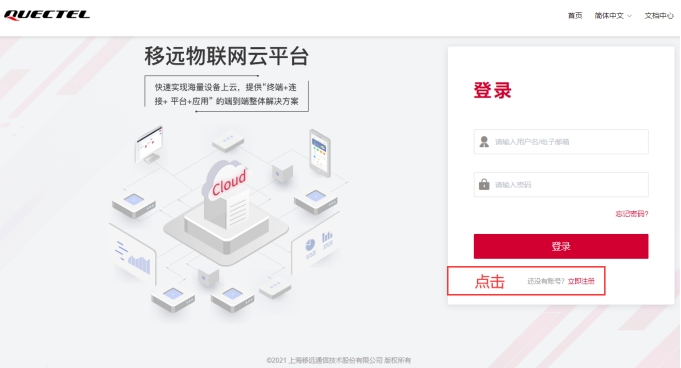 QUECTEL
首页 简体中文 文档中心
移远物联网云平台
快速实现海量设备上云，提供“终端+连
接+ 平台+应用” 的端到端整体解决方案
Cloud
登录
请输入用户名/电子邮箱
请输入密码
忘记密码?
登录
点击 还没有账号? 立即注册
©2021 上海移远通信技术股份有限公司 版权所有